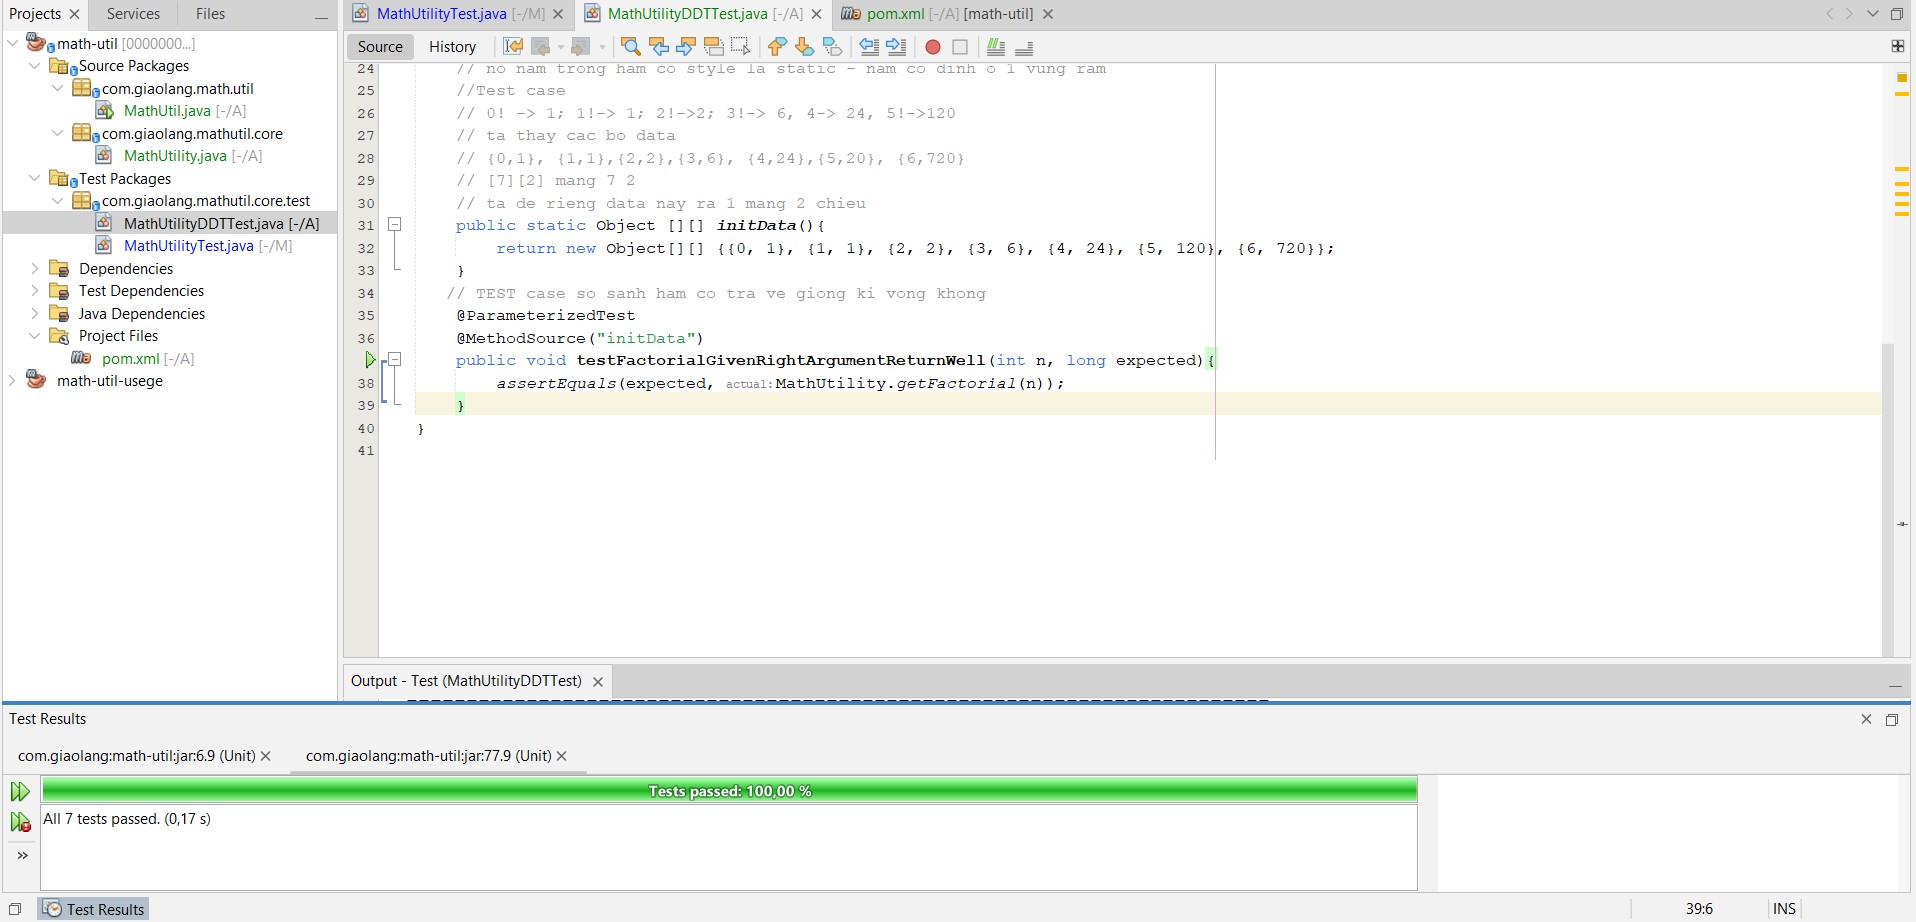 Projects Services Files
math-util [0000000...]
Source Packages
com.giaolang.math.util
MathUtil.java [-/A]
com.giaolang.mathutil.core
MathUtility.java [-/A]
Test Packages
com.giaolang.mathutil.core.test
MathUtilityDDTTest.java [-/A]
MathUtilityTest.java [-/M]
Dependencies
Test Dependencies
Java Dependencies
Project Files
pom.xml [-/A]
math-util-usege
MathUtilityTest.java [-/M] MathUtilityDDTTest.java [-/A] pom.xml [-/A] [math-util]
Source History
24 // no nam trong ham co style la static - nam co dinh o 1 vung ram
25 //Test case
26 // 0! -> 1; 1!-> 1; 2!->2; 3!-> 6, 4-> 24, 5!->120
27 // ta thay cac bo data
28 // {0,1}, {1,1},{2,2},{3,6}, {4,24},{5,20}, {6,720}
29 // [7][2] mang 7 2
30 // ta de rieng data nay ra 1 mang 2 chieu
31 public static Object [][] initData(){
32 return new Object[][] {{0, 1}, {1, 1}, {2, 2}, {3, 6}, {4, 24}, {5, 120}, {6, 720}};
33 }
34 // TEST case so sanh ham co tra ve giong ki vong khong
35 @ParameterizedTest
36 @MethodSource("initData")
public void testFactorialGivenRightArgumentReturnWell(int n, long expected){
38 assertEquals(expected, actual: MathUtility.getFactorial(n));
39 }
40 }
41
Output - Test (MathUtilityDDTTest)
Test Results
com.giaolang:math-util:jar:6.9 (Unit) com.giaolang:math-util:jar:77.9 (Unit)
Tests passed: 100,00 %
All 7 tests passed. (0,17 s)
Test Results 39:6 INS